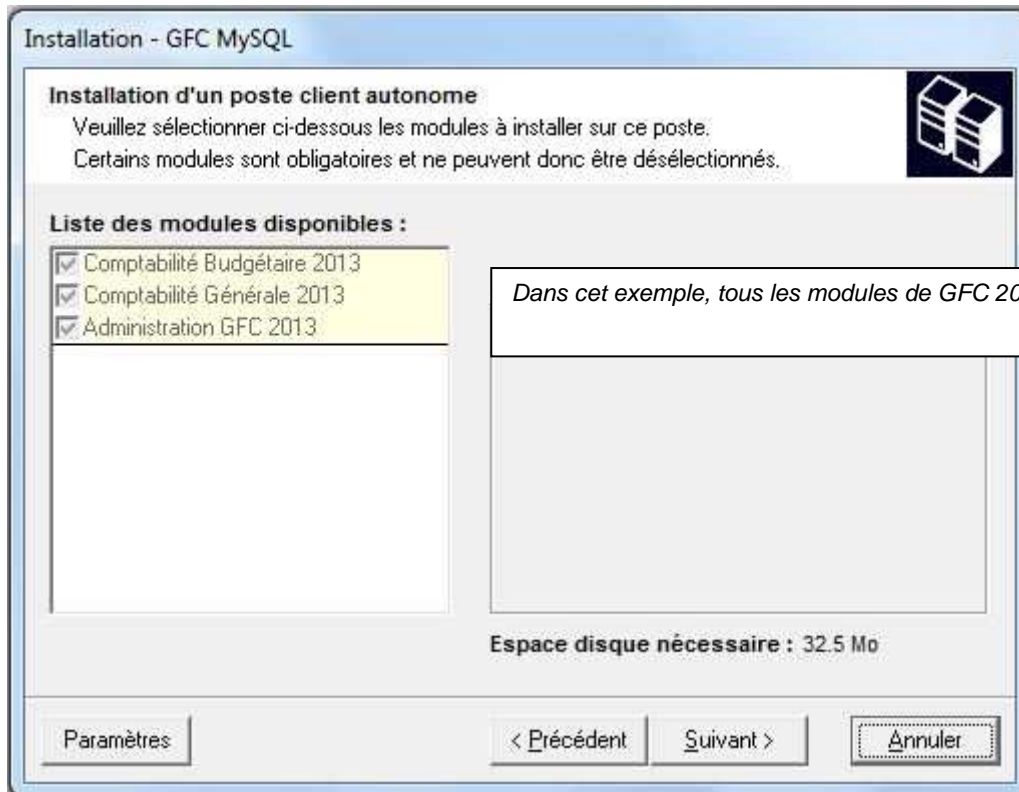 Installation - GFC MySQL
Installation d'un poste client autonome
Veuillez sélectionner ci-dessous les modules à installer sur ce poste.
Certains modules sont obligatoires et ne peuvent donc être désélectionnés.
Liste des modules disponibles :
Comptabilité Budgétaire 2013
Comptabilité Générale 2013
Administration GFC 2013
Dans cet exemple, tous les modules de GFC 20
Espace disque nécessaire : 32.5 Mo
Paramètres
< Précédent
Suivant >
Annuler